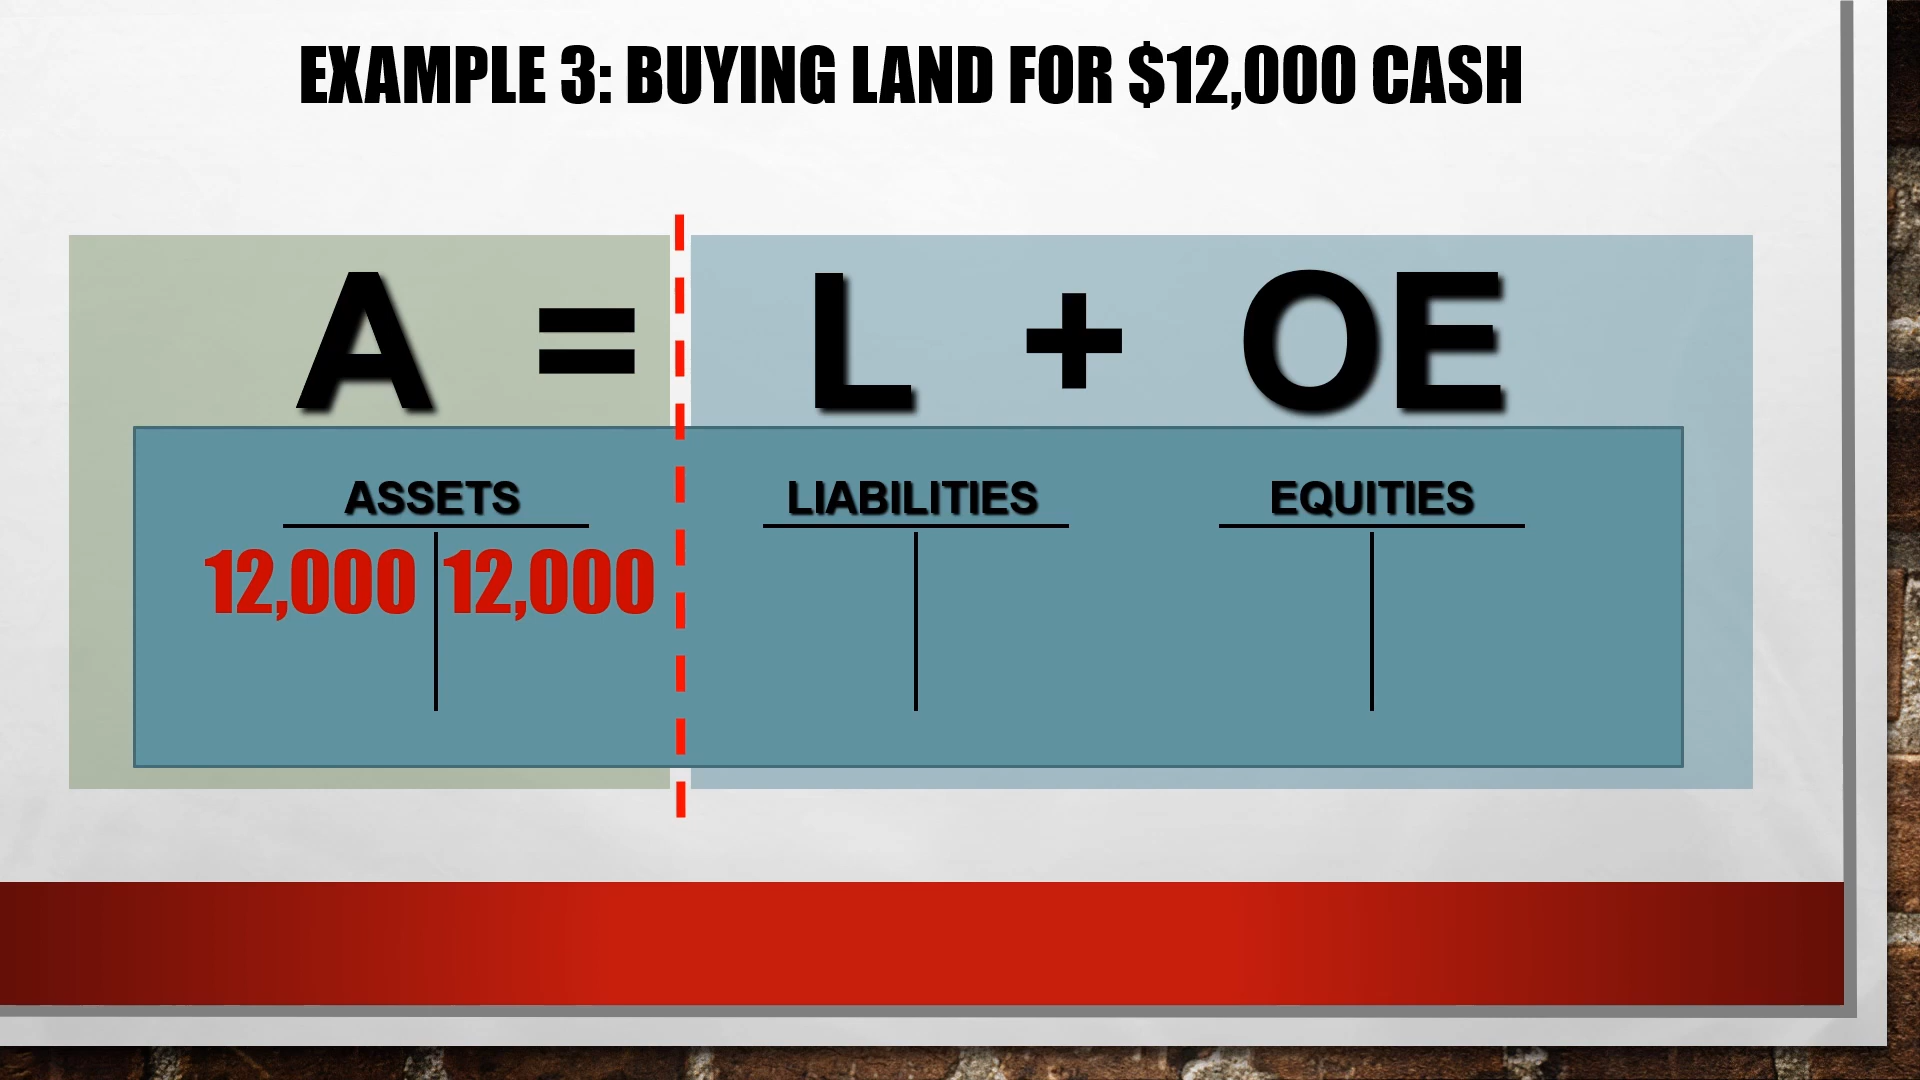 EXAMPLE 3: BUYING LAND FOR $12,000 CASH
A = L + OE
ASSETS LIABILITIES EQUITIES
12,000 12,000